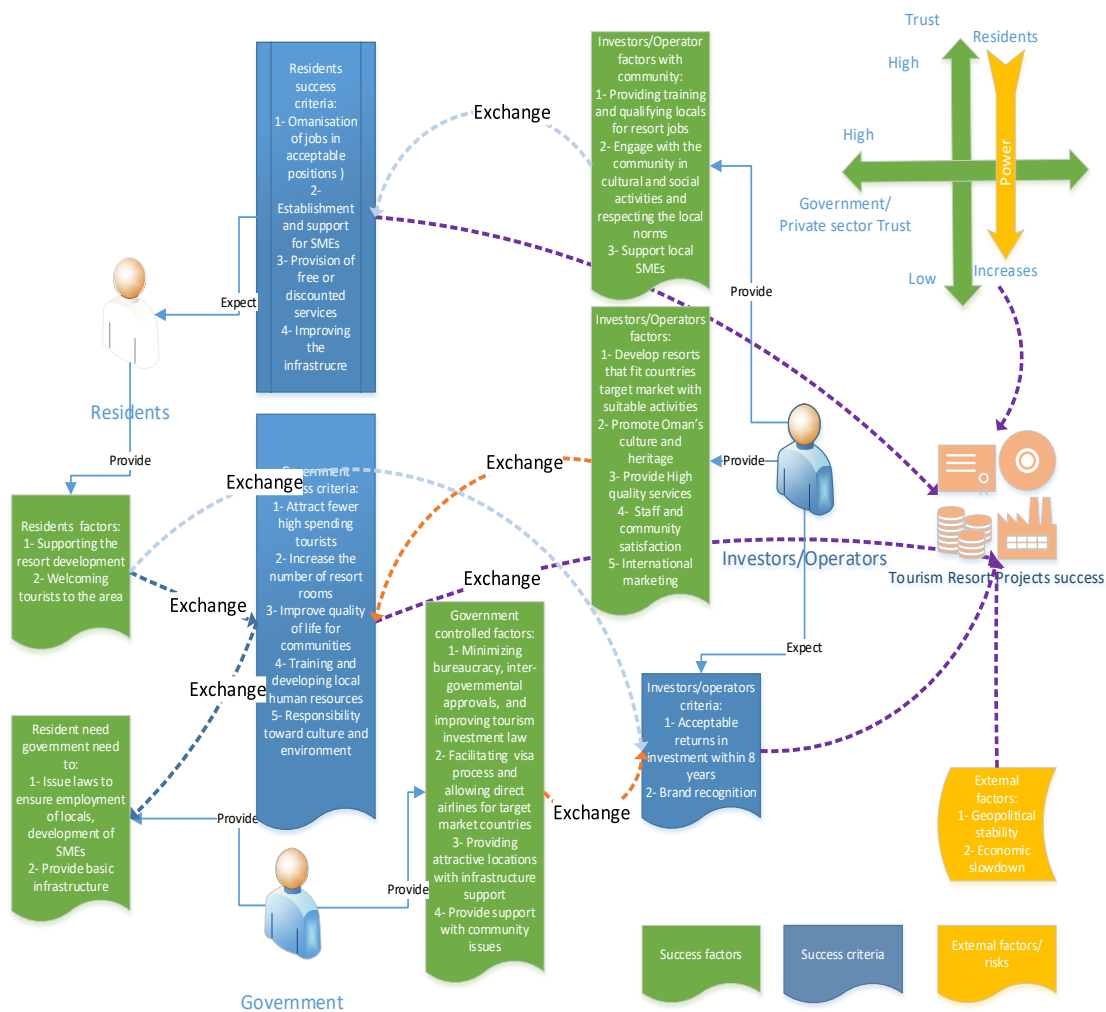 Residents
success
criteria:
1- Omanisation
of jobs in
acceptable
positions )
2-
Establishment
and support
for SMEs
3- Provision of
free or
discounted
services
4- Improving
the
infrastrucre
Exchange
Investors/Operator
factors with
community:
1- Providing training
and qualifying locals
for resort jobs
2- Engage with the
community in
cultural and social
activities and
respecting the local
norms
3- Support local
SMEs
Trust
Residents
High
High
Power
Government/
Private sector Trust
Low
Increases
Expect
Provide
Residents
Provide
Investors/Operators
factors:
1- Develop resorts
that fit countries
target market with
suitable activities
2- Promote Oman's
culture and
heritage
3- Provide High
quality services
4- Staff and
community
satisfaction
5- International
marketing
Exchange
Provide
Exchange
Government
criteria:
1- Attract fewer
high spending
tourists
2- Increase the
number of resort
rooms
3- Improve quality
of life for
communities
4- Training and
developing local
human resources
5- Responsibility
toward culture and
environment
Residents factors:
1- Supporting the
resort development
2- Welcoming
tourists to the area
Exchange
Exchange
Exchange
Investors/Operators
Tourism Resort Projects success
Expect
Government
controlled factors:
1- Minimizing
bureaucracy, inter-
governmental
approvals, and
improving tourism
investment law
2- Facilitating visa
process and
allowing direct
airlines for target
market countries
3- Providing
attractive locations
with infrastructure
support
4- Provide support
with community
issues
Investors/operators
criteria:
1- Acceptable
returns in
investment within 8
years
2- Brand recognition
Exchange
Resident need
government need
to:
1- Issue laws to
ensure employment
of locals,
development of
SMEs
2- Provide basic
infrastructure
Provide
Provide
Government
External
factors:
1- Geopolitical
stability
2- Economic
slowdown
Success factors
Success criteria
External factors/
risks